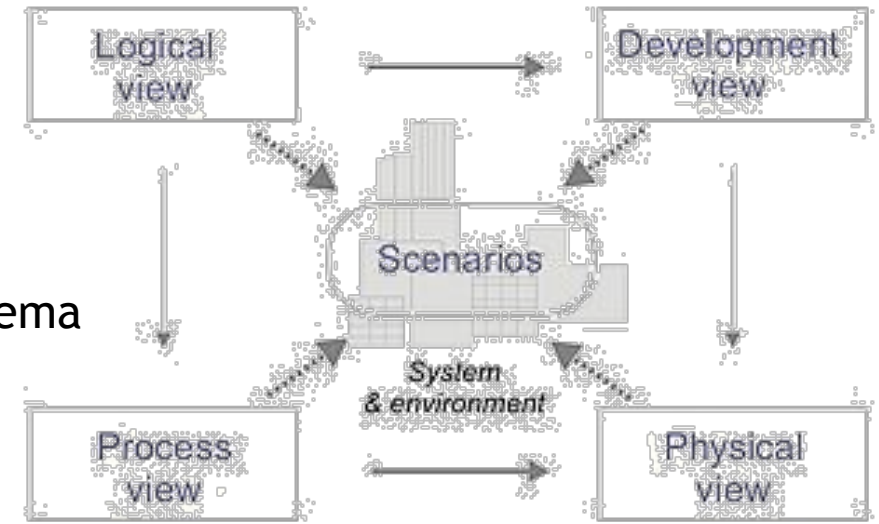 Logical
view
Development
view
Scenarios
ema
System
& environment
Process
view
Physical
view